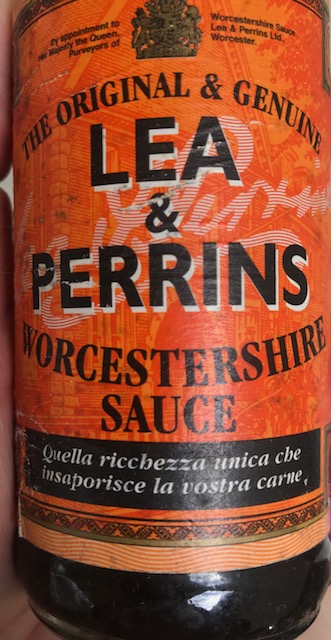 By appointment to
Her Majesty the Queen,
Purveyors of
Worcestershire Sauce
Lea & Perrins Ltd.,
Worcester.
THE ORIGINAL & GENUINE
LEA
&
PERRINS
WORCESTERSHIRE
SAUCE
Quella ricchezza unica che
insaporisce la vostra carne.